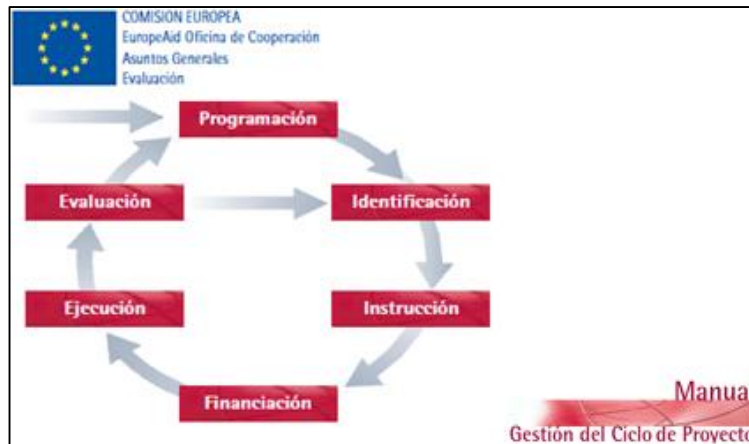 COMISION EUROPEA
EuropeAid Oficina de Cooperación
Asuntos Generales
Evaluación
Programación
Evaluación
Identificación
Ejecución
Instrucción
Financiación
Manua
Gestión del Ciclo de Proyecto